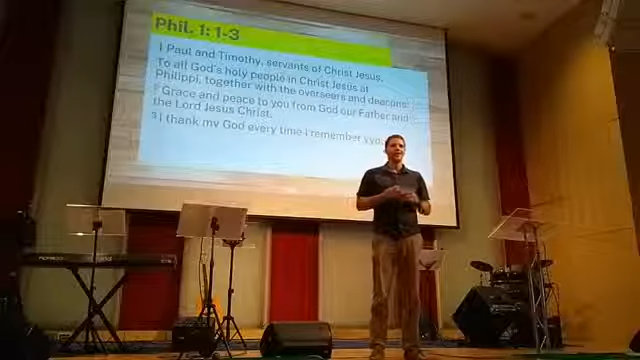 Phil. 1: 1-3
1 Paul and Timothy, servants of Christ Jesus,
To all God's holy people in Christ Jesus at
Philippi, together with the overseers and deacons:
2 Grace and peace to you from God our Father and
the Lord Jesus Christ.
3 I thank my God every time I remember